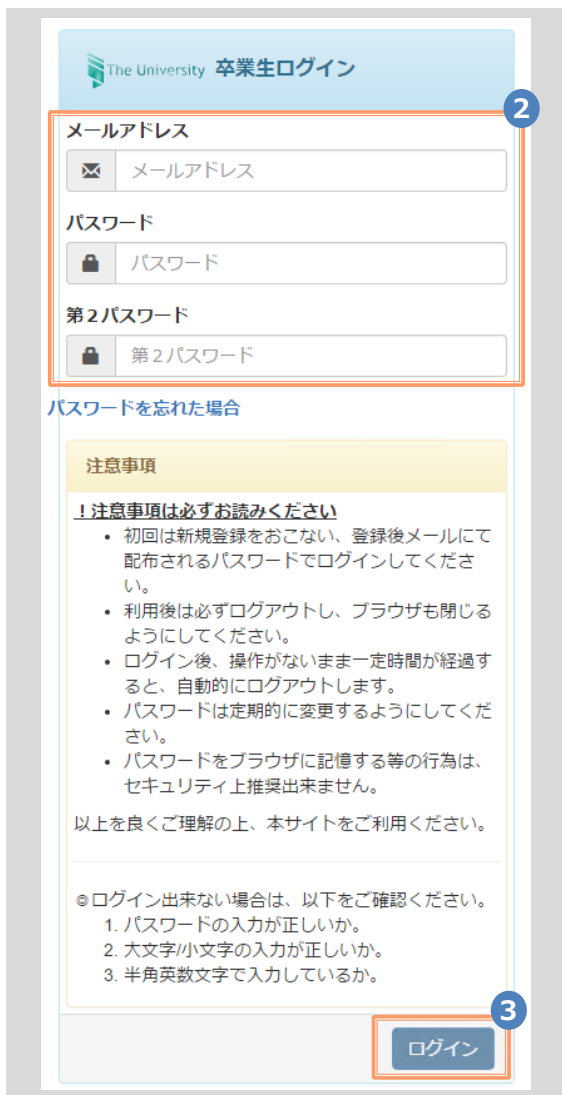 The University 卒業生ログイン
2
メールアドレス
メールアドレス
パスワード
パスワード
第2パスワード
第2パスワード
パスワードを忘れた場合
注意事項
!注意事項は必ずお読みください
• 初回は新規登録をおこない、登録後メールにて
配布されるパスワードでログインしてくださ
い。
• 利用後は必ずログアウトし、ブラウザも閉じる
ようにしてください。
• ログイン後、操作がないまま一定時間が経過す
ると、自動的にログアウトします。
• パスワードは定期的に変更するようにしてくだ
さい。
• パスワードをブラウザに記憶する等の行為は、
セキュリティ上推奨出来ません。
以上を良くご理解の上、本サイトをご利用ください。
◎ログイン出来ない場合は、以下をご確認ください。
1. パスワードの入力が正しいか。
2. 大文字/小文字の入力が正しいか。
3. 半角英数文字で入力しているか。
3
ログイン